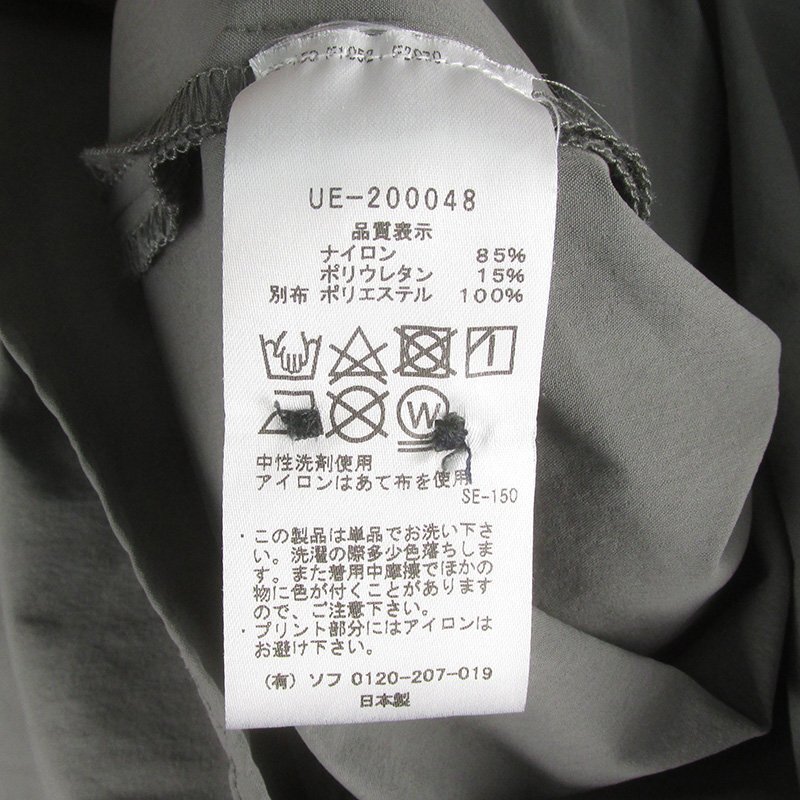 UE-200048
品質表示
ナイロン 85%
ポリウレタン 15%
別布 ポリエステル 100%
W
中性洗剤使用
アイロンはあて布を使用
SE-150
・この製品は単品でお洗い下さ
い。洗濯の際多少色落ちしま
す。また着用中摩擦でほかの
物に色が付くことがあります
ので、ご注意下さい。
・プリント部分にはアイロンは
お避け下さい。
(有) ソフ 0120-207-019
日本製